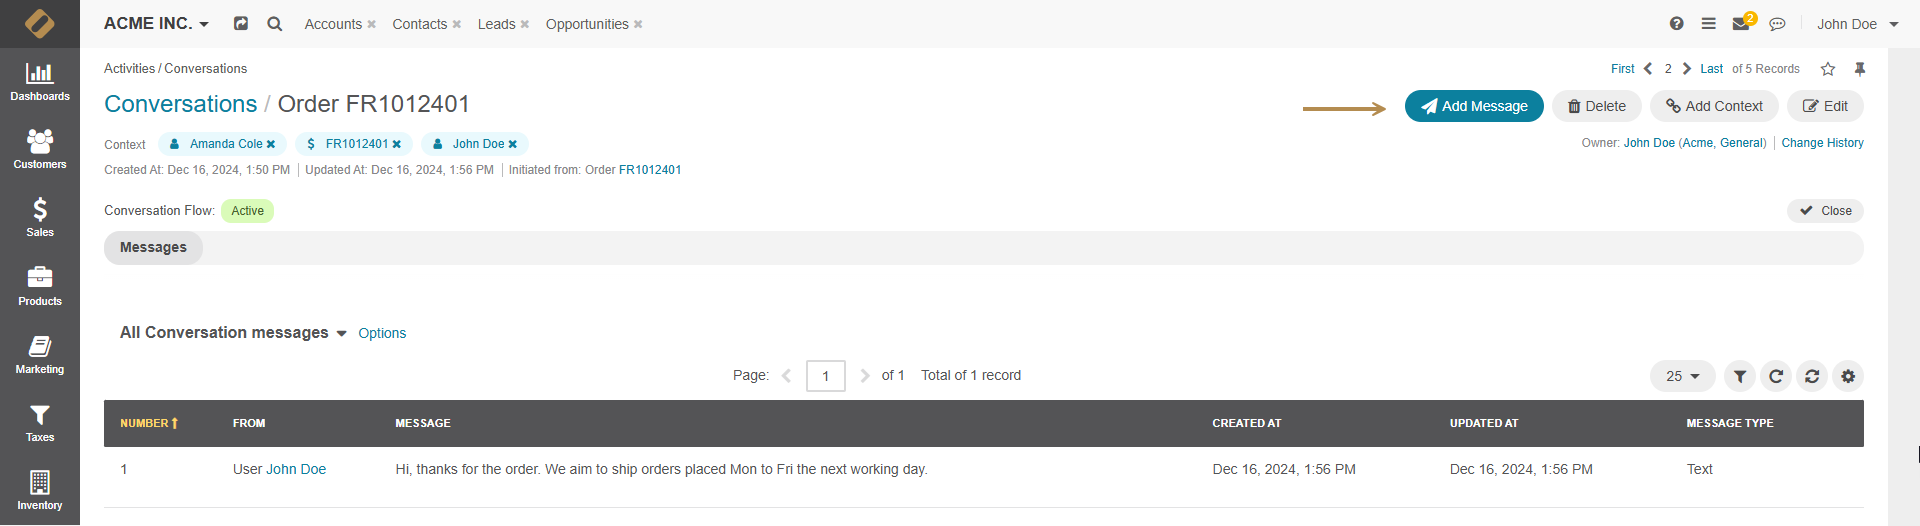 ACME INC.
Accounts
Contacts
Leads
Opportunities
2
John Doe
Dashboards
Customers
Sales
Products
Marketing
Taxes
Inventory
Activities / Conversations
First 2 Last of 5 Records
Conversations / Order FR1012401
Add Message
Delete
Add Context
Edit
Context Amanda Cole FR1012401 John Doe
Owner: John Doe (Acme, General) Change History
Created At: Dec 16, 2024, 1:50 PM Updated At: Dec 16, 2024, 1:56 PM Initiated from: Order FR1012401
Conversation Flow: Active
Close
Messages
All Conversation messages Options
Page: 1 of 1 Total of 1 record
25
NUMBER FROM MESSAGE CREATED AT UPDATED AT MESSAGE TYPE
1 User John Doe Hi, thanks for the order. We aim to ship orders placed Mon to Fri the next working day. Dec 16, 2024, 1:56 PM Dec 16, 2024, 1:56 PM Text